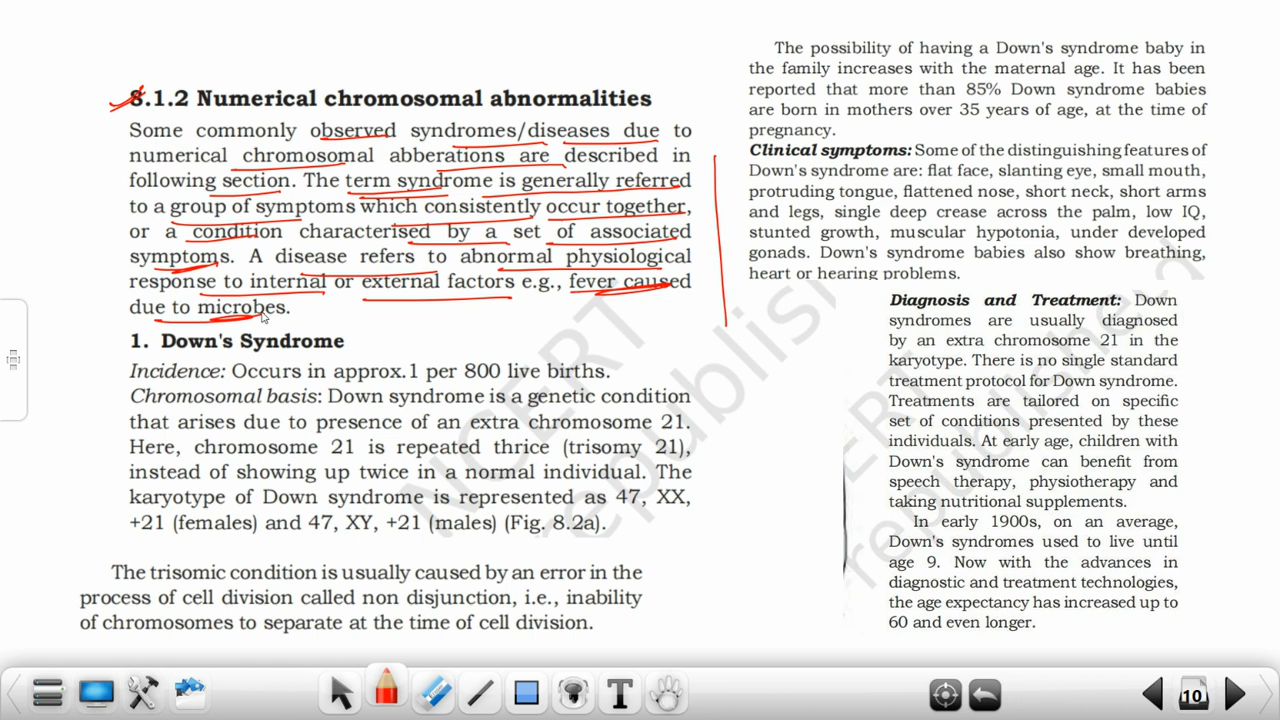 8.1.2 Numerical chromosomal abnormalities
Some commonly observed syndromes/diseases due to
numerical chromosomal abberations are described in
following section. The term syndrome is generally referred
to a group of symptoms which consistently occur together,
or a condition characterised by a set of associated
symptoms. A disease refers to abnormal physiological
response to internal or external factors e.g., fever caused
due to microbes.
1. Down's Syndrome
Incidence: Occurs in approx.1 per 800 live births.
Chromosomal basis: Down syndrome is a genetic condition
that arises due to presence of an extra chromosome 21.
Here, chromosome 21 is repeated thrice (trisomy 21),
instead of showing up twice in a normal individual. The
karyotype of Down syndrome is represented as 47, XX,
+21 (females) and 47, XY, +21 (males) (Fig. 8.2a).
The trisomic condition is usually caused by an error in the
process of cell division called non disjunction, i.e., inability
of chromosomes to separate at the time of cell division.
The possibility of having a Down's syndrome baby in
the family increases with the maternal age. It has been
reported that more than 85% Down syndrome babies
are born in mothers over 35 years of age, at the time of
pregnancy.
Clinical symptoms: Some of the distinguishing features of
Down's syndrome are: flat face, slanting eye, small mouth,
protruding tongue, flattened nose, short neck, short arms
and legs, single deep crease across the palm, low IQ,
stunted growth, muscular hypotonia, under developed
gonads. Down's syndrome babies also show breathing,
heart or hearing problems.
Diagnosis and Treatment: Down
syndromes are usually diagnosed
by an extra chromosome 21 in the
karyotype. There is no single standard
treatment protocol for Down syndrome.
Treatments are tailored on specific
set of conditions presented by these
individuals. At early age, children with
Down's syndrome can benefit from
speech therapy, physiotherapy and
taking nutritional supplements.
In early 1900s, on an average,
Down's syndromes used to live until
age 9. Now with the advances in
diagnostic and treatment technologies,
the age expectancy has increased up to
60 and even longer.
NCERT
republish
NCERT
republished
T
10